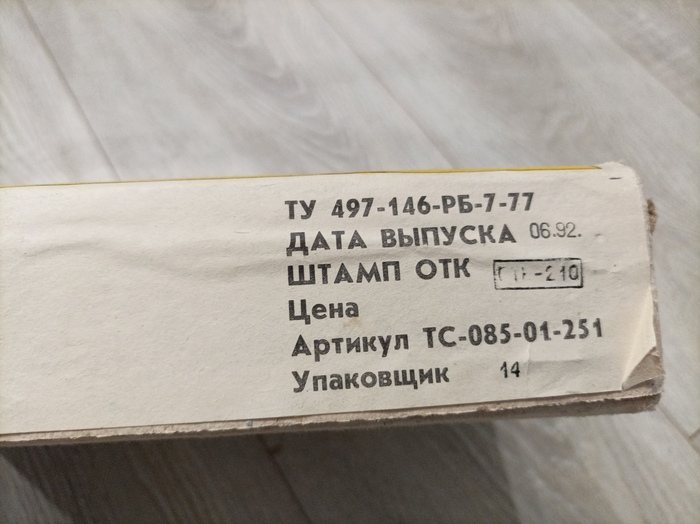 ТУ 497-146-РБ-7-77
ДАТА ВЫПУСКА 06.92.
ШТАМП ОТК
Цена
Артикул ТС-085-01-251
Упаковщик 14